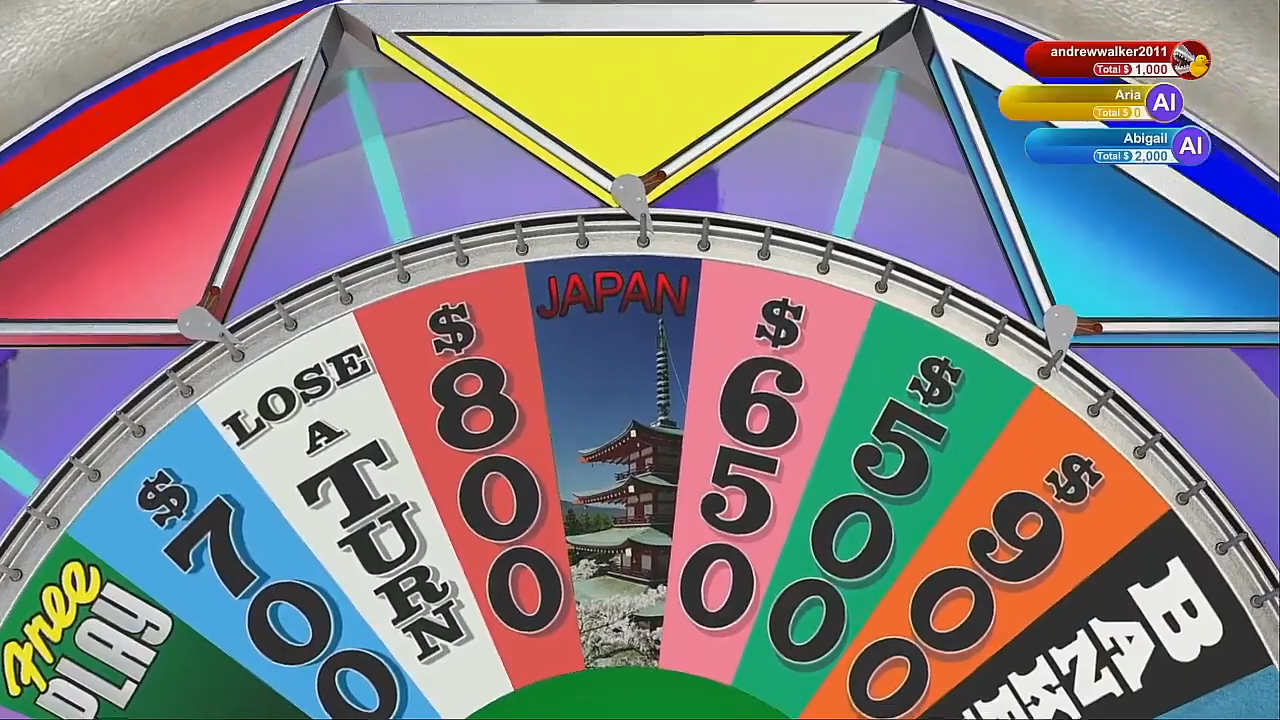 andrewwalker2011
Total $ 1,000
Aria
AI
Total $ 0
Abigail
AI
Total $ 2,000
Free
PLAY
$700
LOSE
A
TURN
$800
JAPAN
$650
$500
$900
BANKR